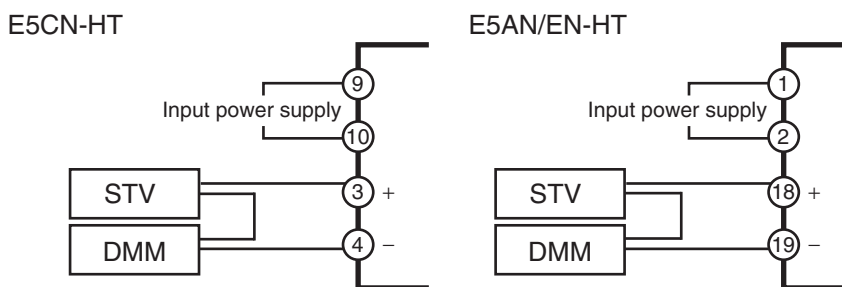 E5CN-HT
9
Input power supply
10
STV
3 +
DMM
4 −
E5AN/EN-HT
1
Input power supply
2
STV
18 +
DMM
19 −